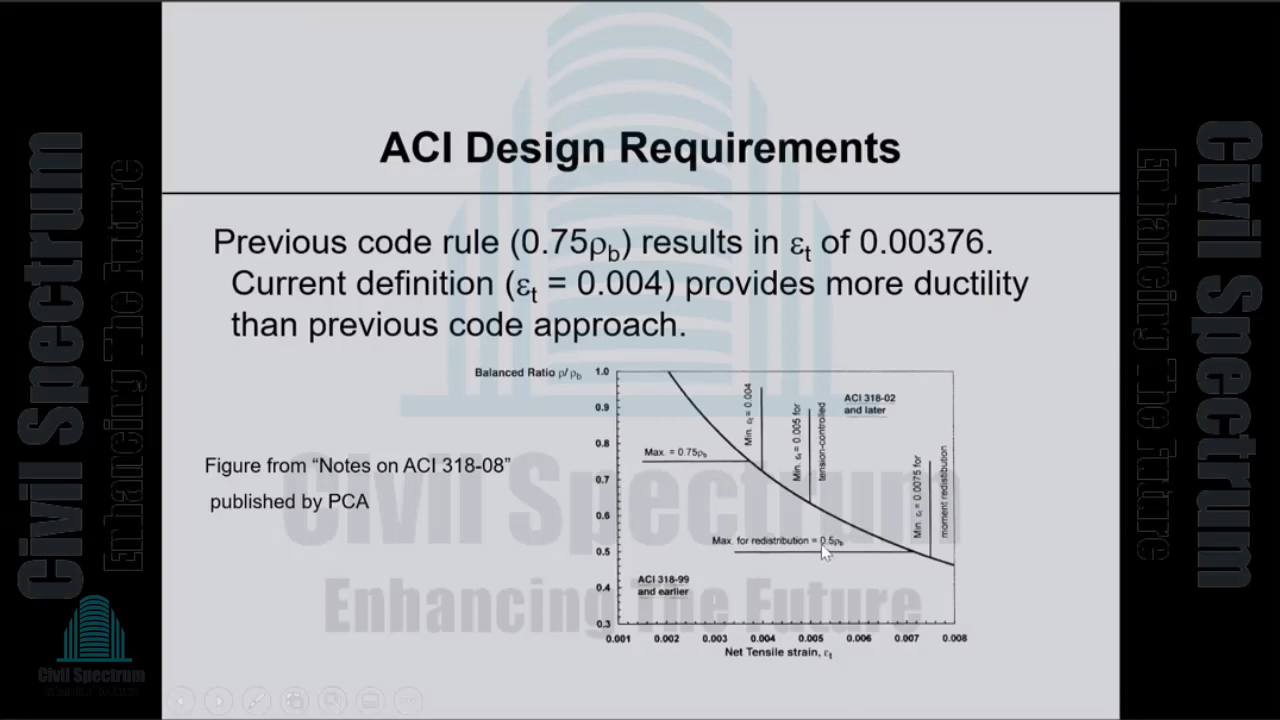 ACI Design Requirements
Previous code rule (0.75ρb) results in εt of 0.00376.
Current definition (εt = 0.004) provides more ductility
than previous code approach.
Figure from “Notes on ACI 318-08”
published by PCA
Balanced Ratio ρ/ρb
1.0
0.9
0.8
0.7
0.6
0.5
0.4
0.3
Max. = 0.75ρb
Min. εt = 0.004
Min. εt = 0.005 for
tension-controlled
ACI 318-02
and later
Min. εt = 0.0075 for
moment redistibution
Max. for redistribution = 0.5ρb
ACI 318-99
and earlier
0.001 0.002 0.003 0.004 0.005 0.006 0.007 0.008
Net Tensile strain, εt
Civil Spectrum
Enhancing The Future
Civil Spectrum
Enhancing The Future
Civil Spectrum
Enhancing The Future
Civil Spectrum